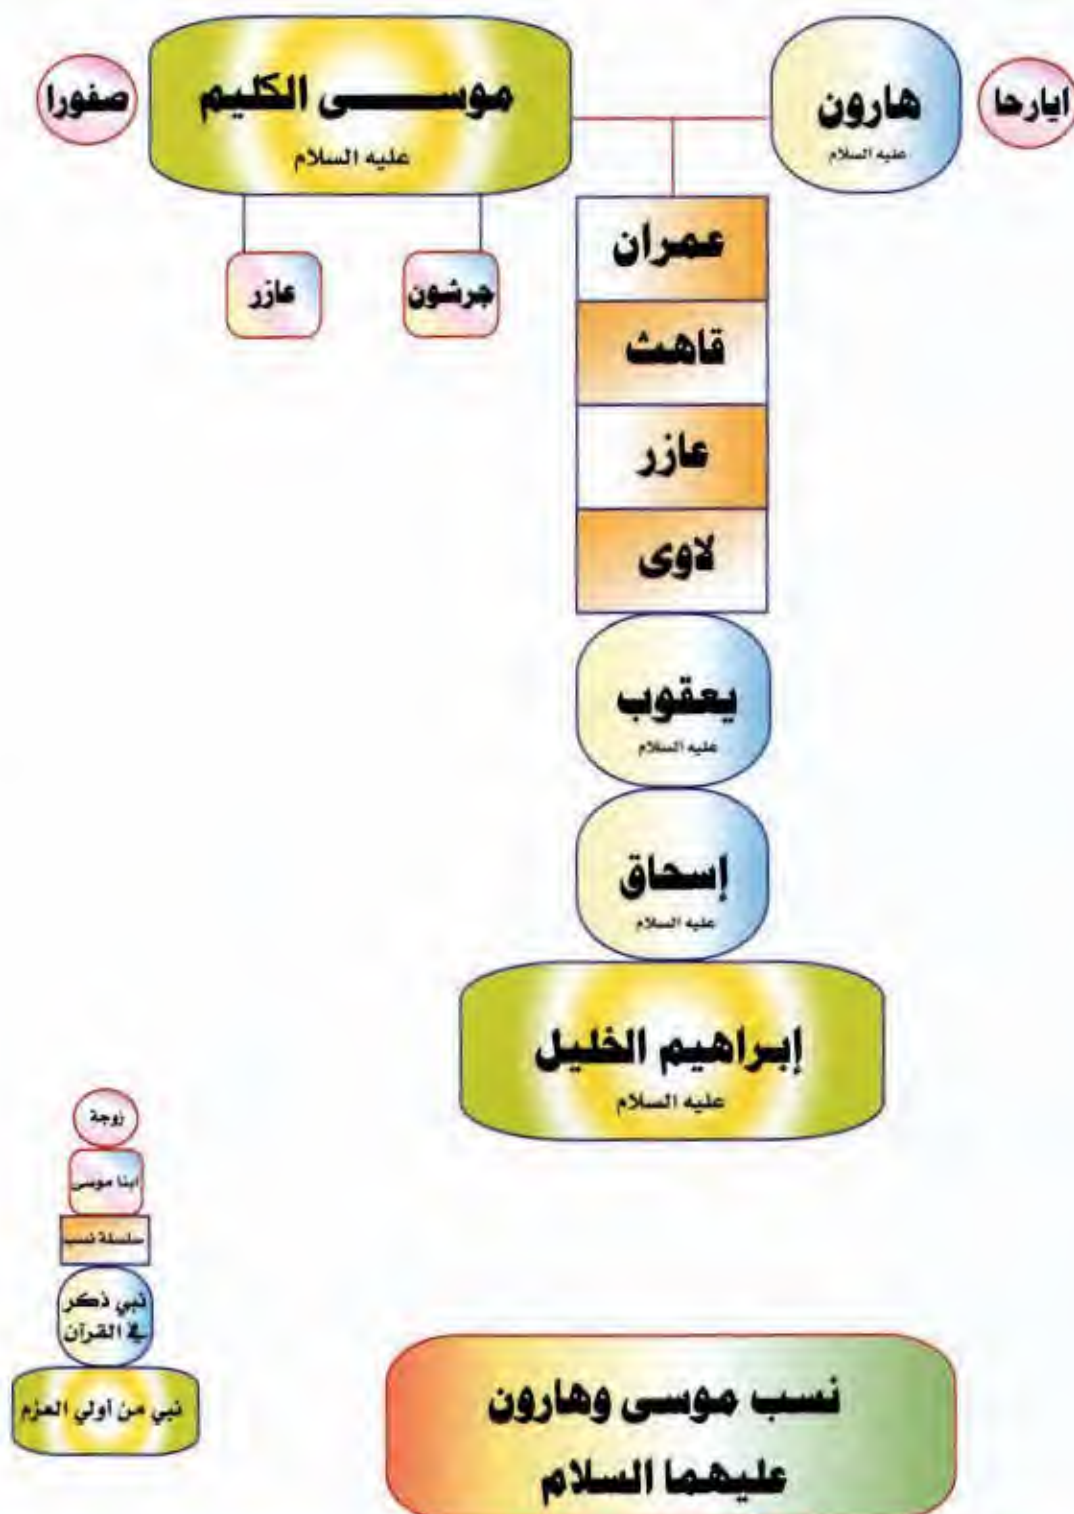 ايارحا
هارون
عليه السلام
موســـــى الكليم
عليه السلام
صفورا
جرشون
عازر
عمران
قاهث
عازر
لاوى
يعقوب
عليه السلام
إسحاق
عليه السلام
إبراهيم الخليل
عليه السلام
زوجة
ابنا موسى
سلسلة نسب
نبي ذكر
في القرآن
نبي من أولي العزم
نسب موسى وهارون
عليهما السلام